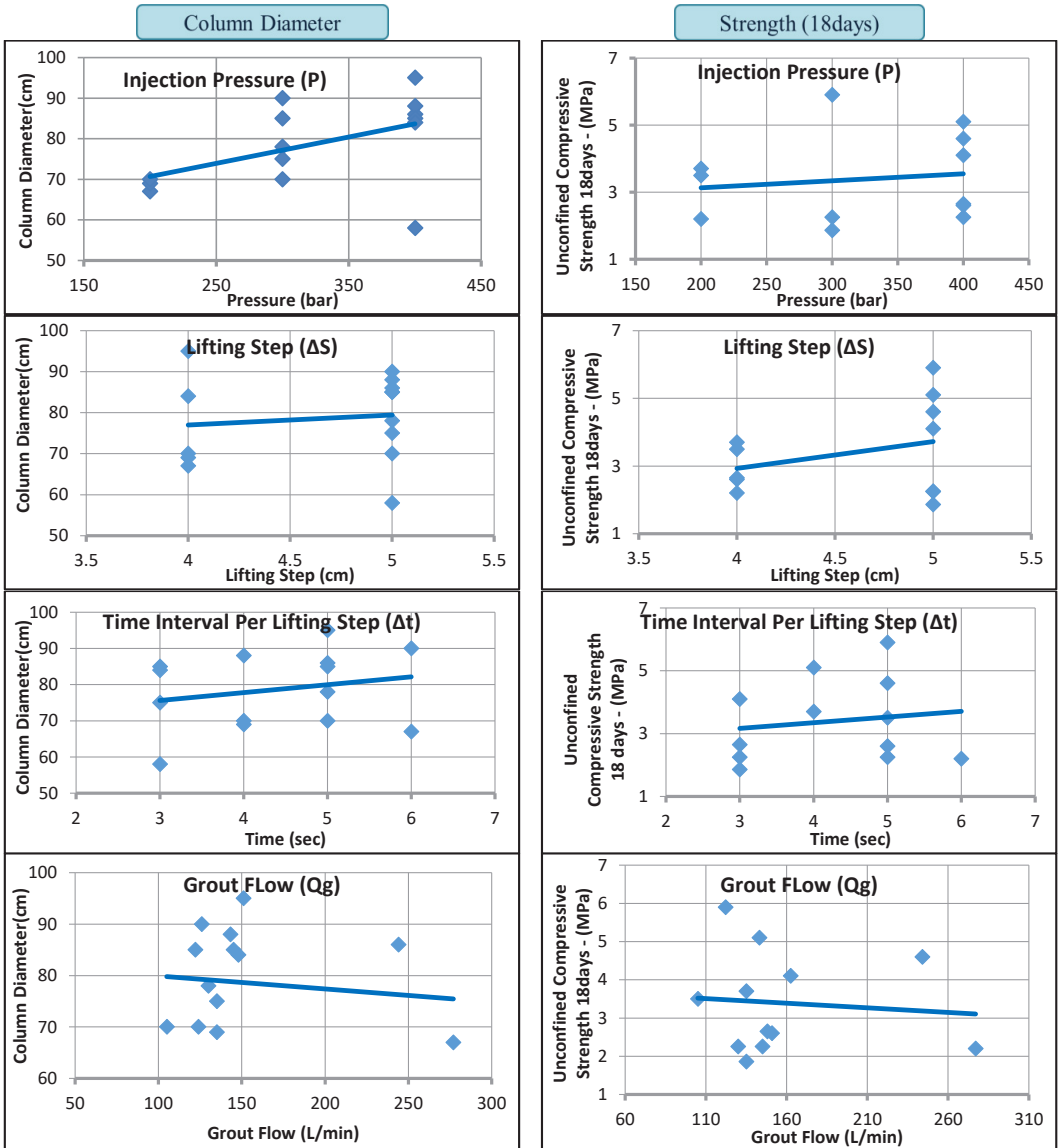 Column Diameter
Strength (18days)
Injection Pressure (P)
Column Diameter(cm)
100
90
80
70
60
50
150
250
350
450
Pressure (bar)
Injection Pressure (P)
Unconfined Compressive
Strength 18days - (MPa)
7
5
3
1
150
200
250
300
350
400
450
Pressure (bar)
Lifting Step (ΔS)
Column Diameter(cm)
100
90
80
70
60
50
3.5
4
4.5
5
5.5
Lifting Step (cm)
Lifting Step (ΔS)
Unconfined Compressive
Strength 18days - (MPa)
7
5
3
1
3.5
4
4.5
5
5.5
Lifting Step (cm)
Time Interval Per Lifting Step (Δt)
Column Diameter(cm)
100
90
80
70
60
50
2
3
4
5
6
7
Time (sec)
Time Interval Per Lifting Step (Δt)
Unconfined
Compressive Strength
18 days - (MPa)
7
5
3
1
2
3
4
5
6
7
Time (sec)
Grout FLow (Qg)
Column Diameter(cm)
100
90
80
70
60
50
100
150
200
250
300
Grout Flow (L/min)
Grout FLow (Qg)
Unconfined Compressive
Strength 18days - (MPa)
7
6
5
4
3
2
1
60
110
160
210
260
310
Grout Flow (L/min)